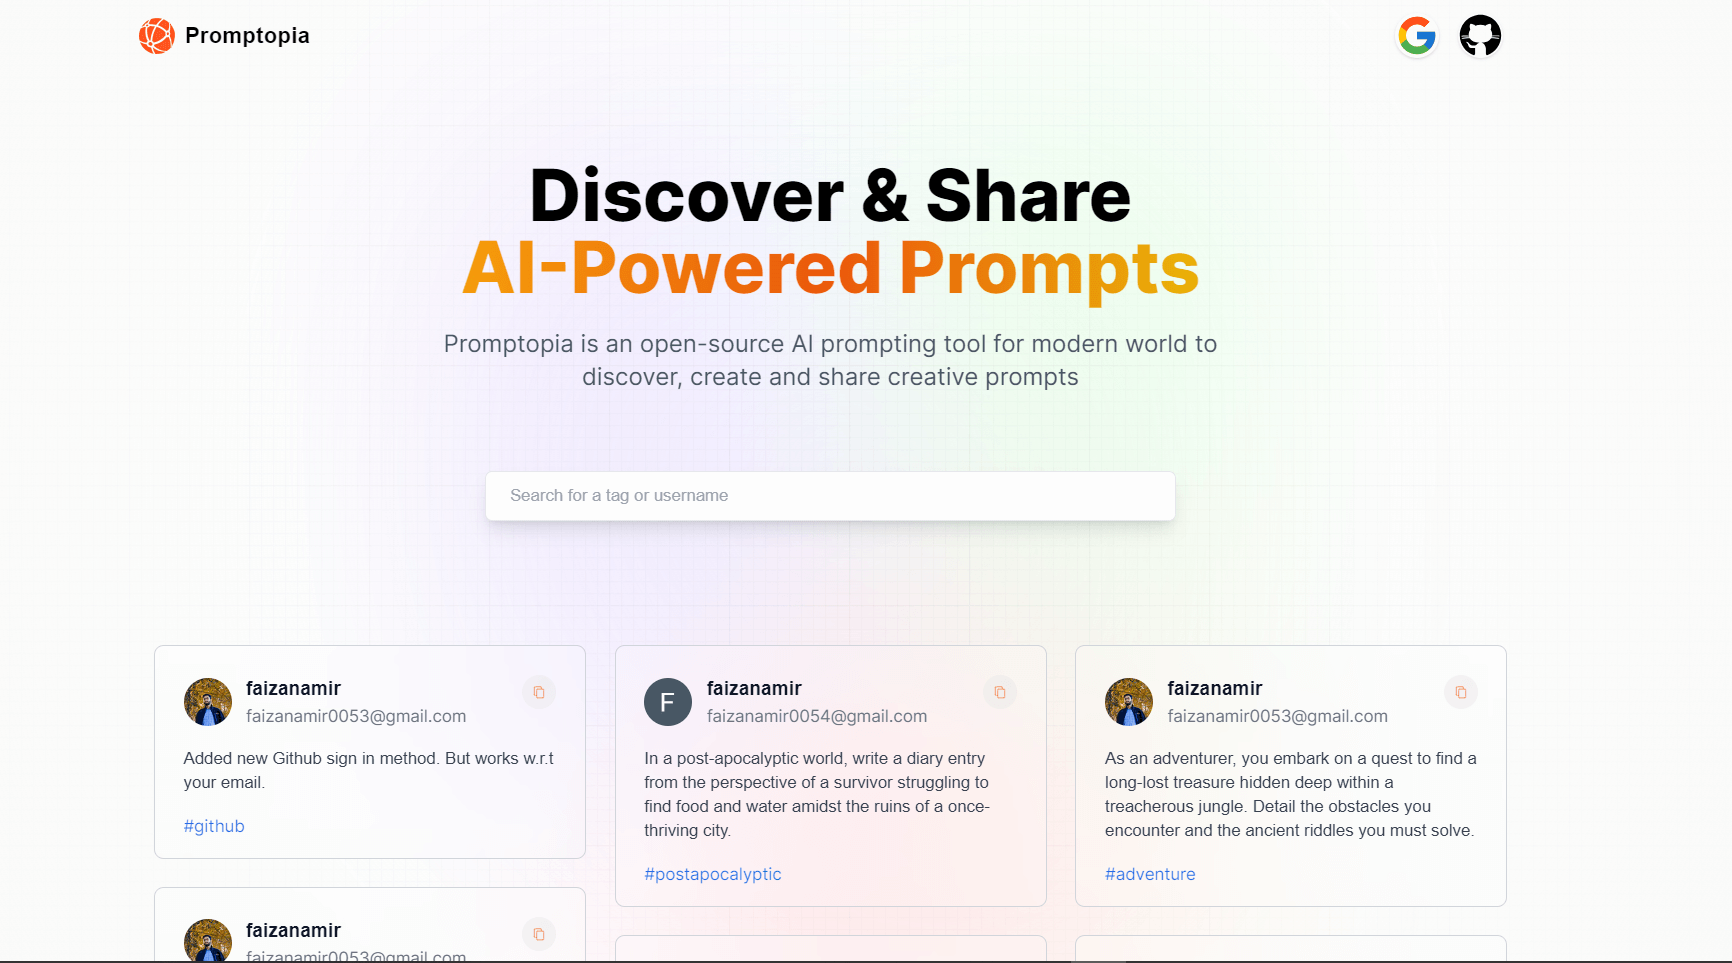 Promptopia
Discover & Share
AI-Powered Prompts
Promptopia is an open-source AI prompting tool for modern world to
discover, create and share creative prompts
Search for a tag or username
faizanamir
faizanamir0053@gmail.com
Added new Github sign in method. But works w.r.t
your email.
#github
F
faizanamir
faizanamir0054@gmail.com
In a post-apocalyptic world, write a diary entry
from the perspective of a survivor struggling to
find food and water amidst the ruins of a once-
thriving city.
#postapocalyptic
faizanamir
faizanamir0053@gmail.com
As an adventurer, you embark on a quest to find a
long-lost treasure hidden deep within a
treacherous jungle. Detail the obstacles you
encounter and the ancient riddles you must solve.
#adventure
faizanamir
faizanamir0053@gmail.com